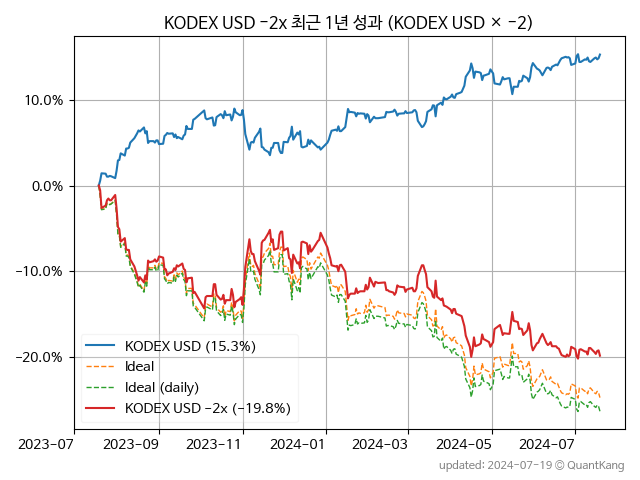 KODEX USD −2x 최근 1년 성과 (KODEX USD × −2)
10.0%
0.0%
−10.0%
−20.0%
KODEX USD (15.3%)
Ideal
Ideal (daily)
KODEX USD −2x (−19.8%)
2023-07 2023-09 2023-11 2024-01 2024-03 2024-05 2024-07
updated: 2024-07-19 © QuantKang